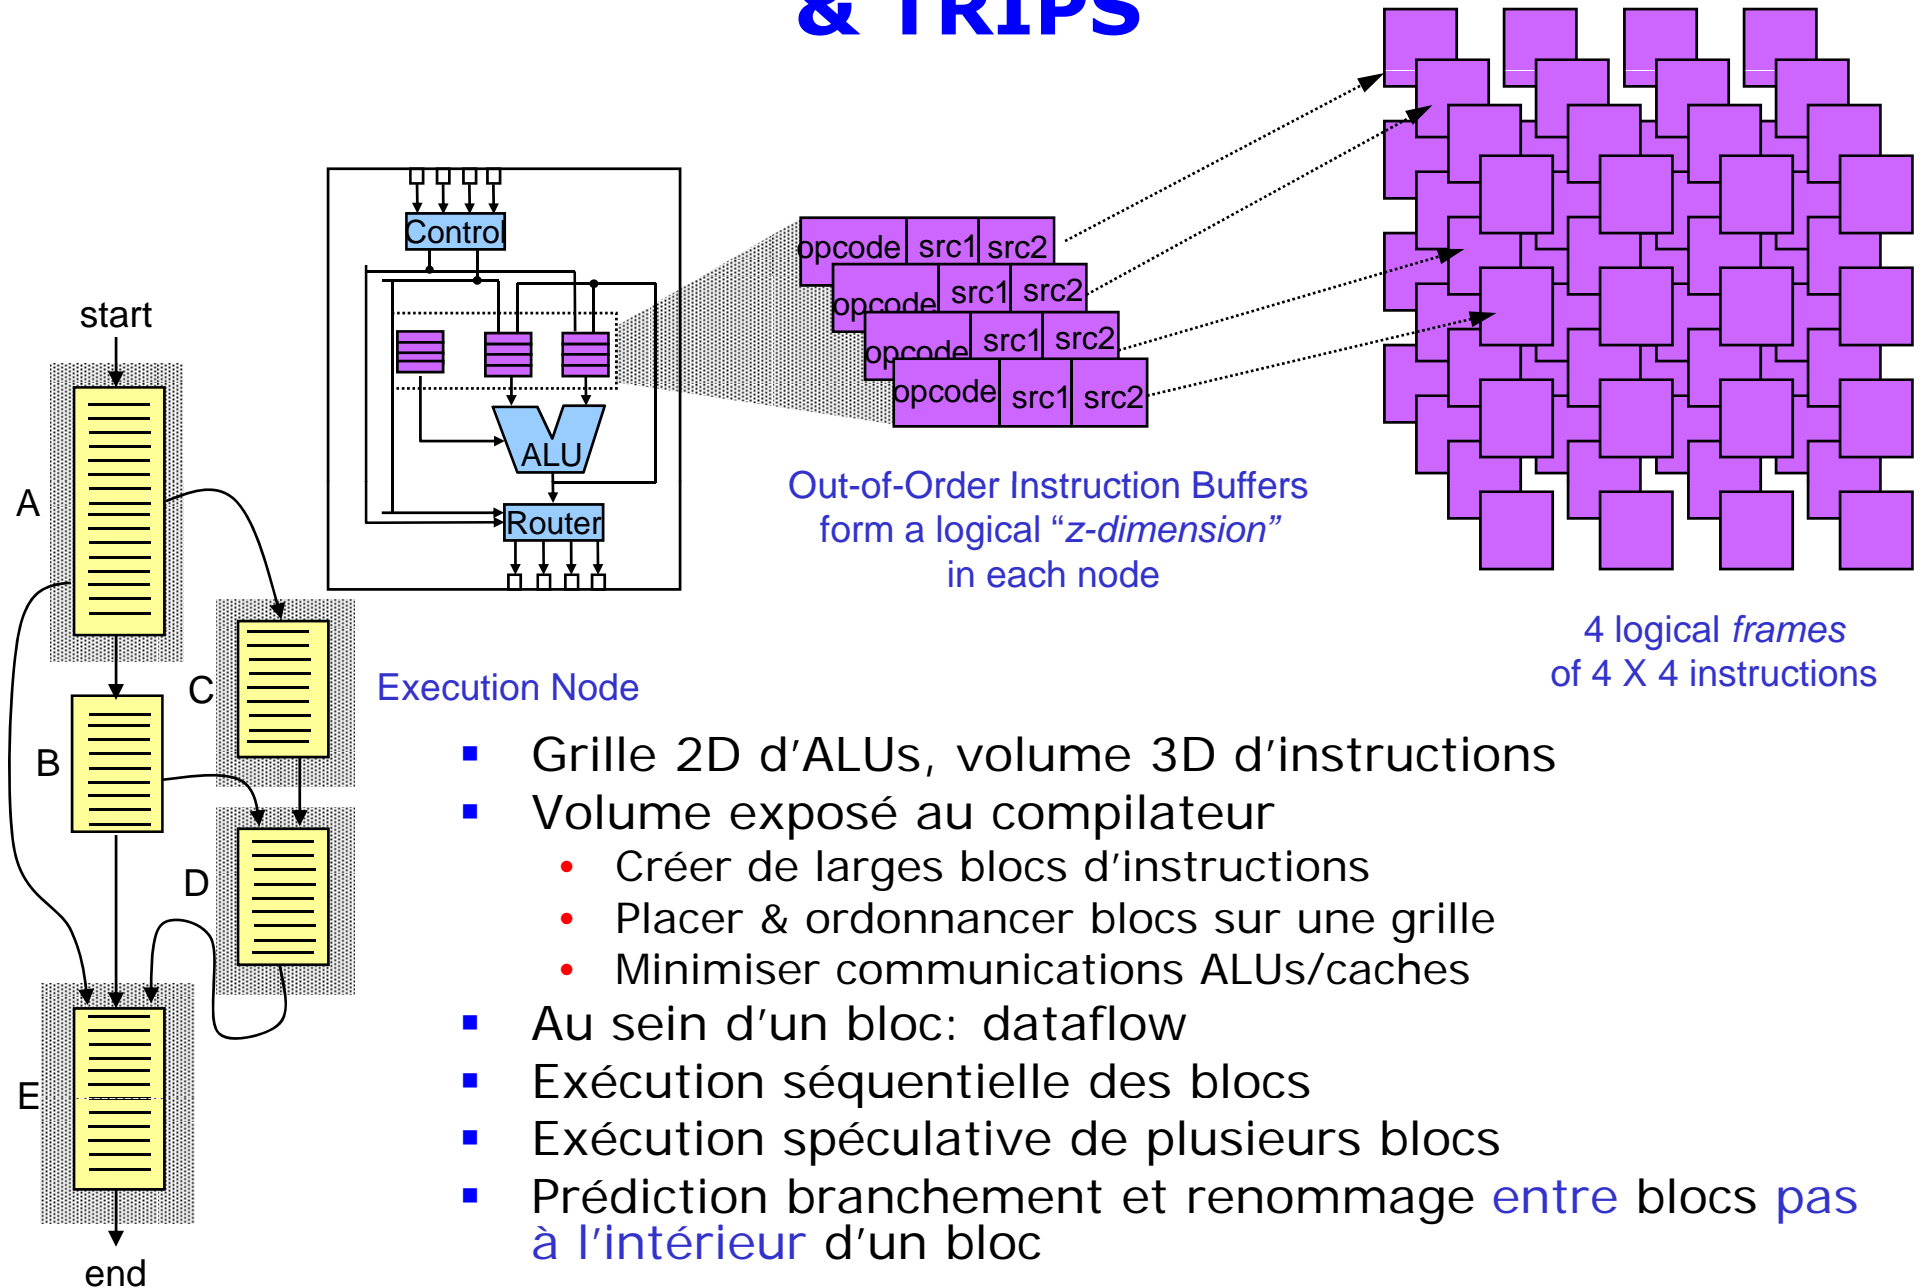 & TRIPS
start
A
B
C
D
E
end
Control
ALU
Router
Execution Node
opcode src1 src2
opcode src1 src2
opcode src1 src2
opcode src1 src2
Out-of-Order Instruction Buffers
form a logical “z-dimension”
in each node
4 logical frames
of 4 X 4 instructions
Grille 2D d'ALUs, volume 3D d'instructions
Volume exposé au compilateur
Créer de larges blocs d'instructions
Placer & ordonnancer blocs sur une grille
Minimiser communications ALUs/caches
Au sein d'un bloc: dataflow
Exécution séquentielle des blocs
Exécution spéculative de plusieurs blocs
Prédiction branchement et renommage entre blocs pas
à l'intérieur d'un bloc